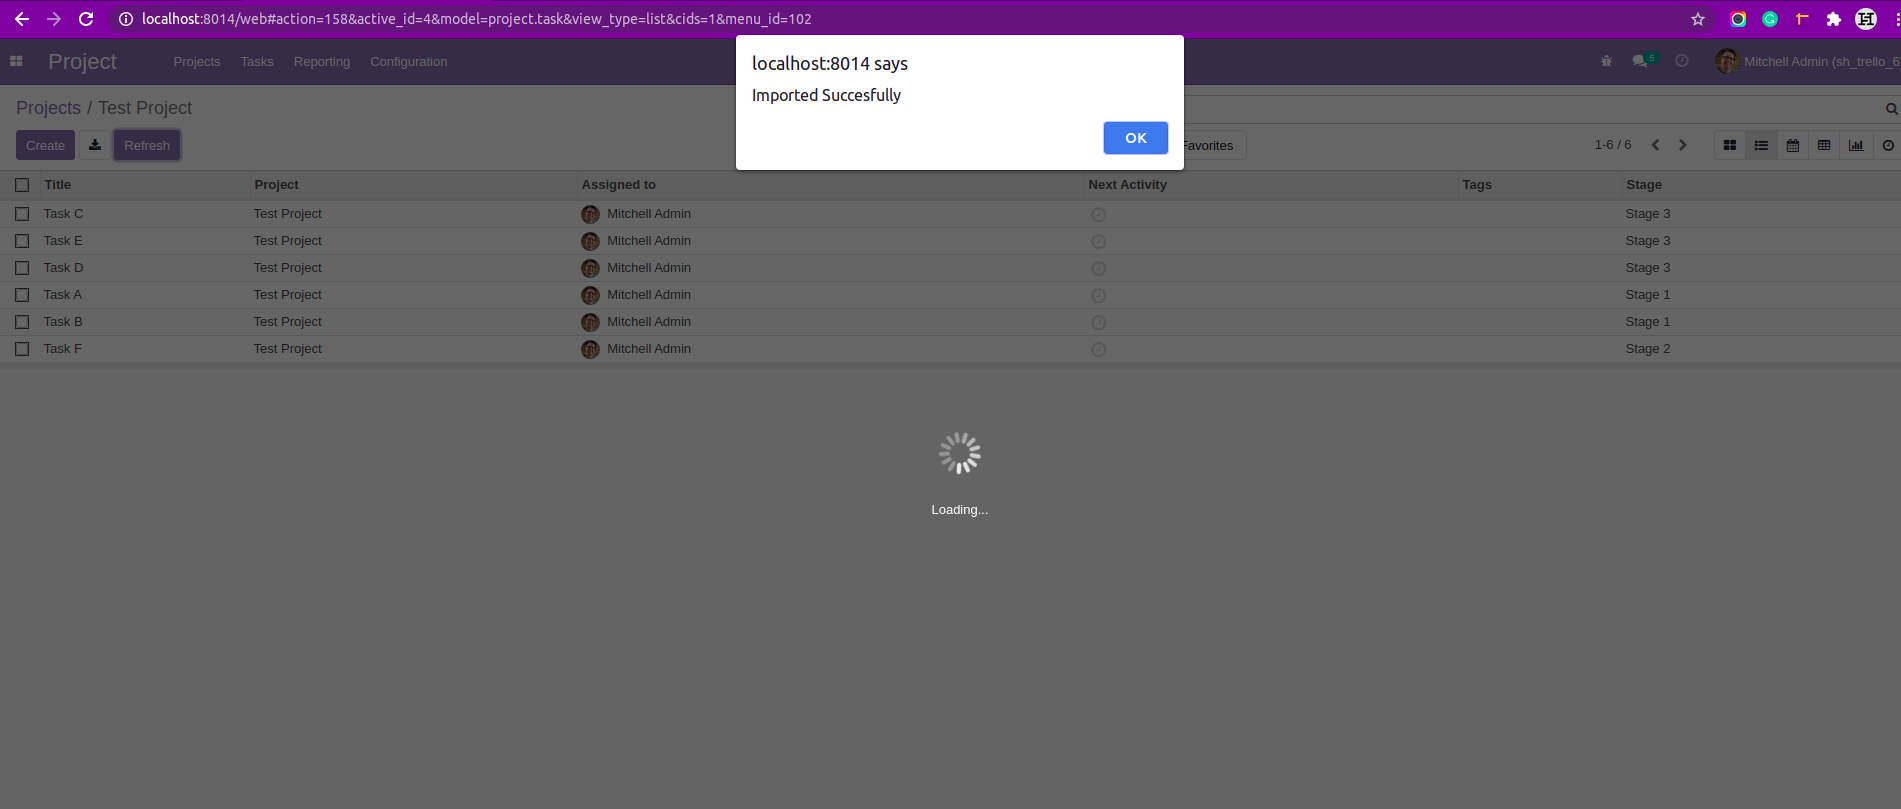 localhost:8014/web#action=158&active_id=4&model=project.task&view_type=list&cids=1&menu_id=102
localhost:8014 says
Imported Succesfully
OK
Project Projects Tasks Reporting Configuration 5 Mitchell Admin (sh_trello_6
Projects / Test Project
Create Refresh Favorites 1-6 / 6
Title Project Assigned to Next Activity Tags Stage
Task C Test Project Mitchell Admin Stage 3
Task E Test Project Mitchell Admin Stage 3
Task D Test Project Mitchell Admin Stage 3
Task A Test Project Mitchell Admin Stage 1
Task B Test Project Mitchell Admin Stage 1
Task F Test Project Mitchell Admin Stage 2
Loading...